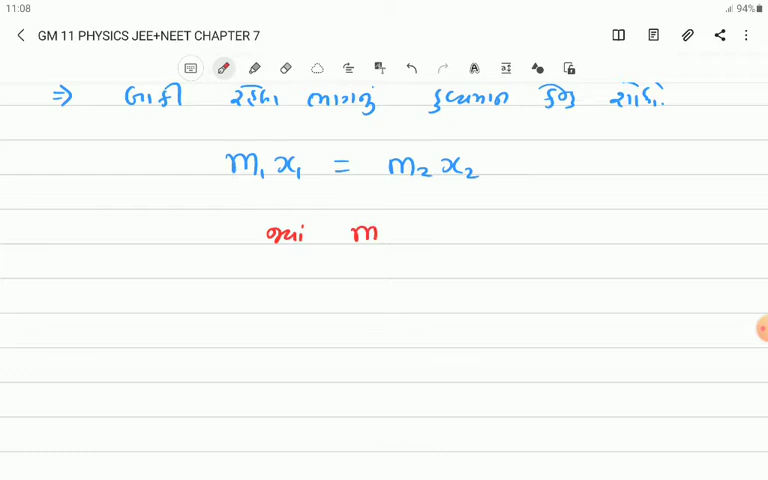 11:08
94%
GM 11 PHYSICS JEE+NEET CHAPTER 7
⇒ બાકી રહેલા ભાગનું દ્રવ્યમાન કેન્દ્ર શોધો.
m₁x₁ = m₂x₂
જ્યાં m